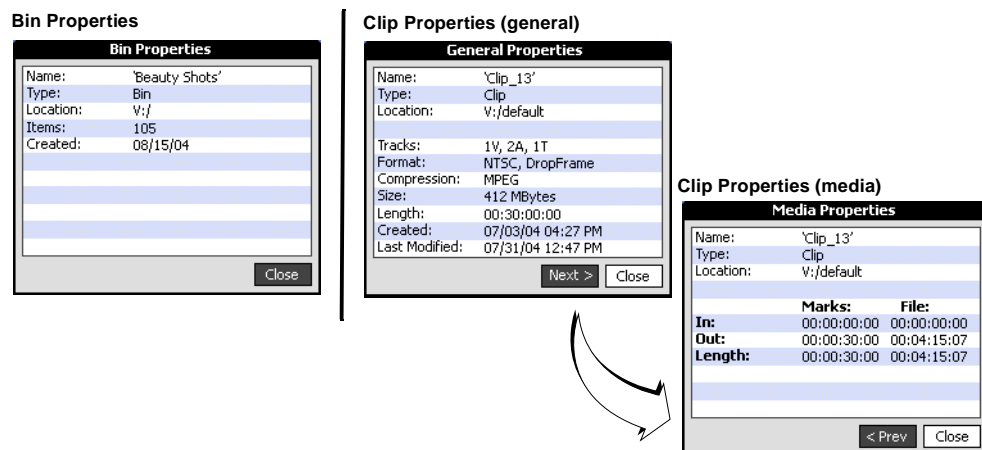 Bin Properties
Bin Properties
Name: 'Beauty Shots'
Type: Bin
Location: V:/
Items: 105
Created: 08/15/04
Close
Clip Properties (general)
General Properties
Name: 'Clip_13'
Type: Clip
Location: V:/default
Tracks: 1V, 2A, 1T
Format: NTSC, DropFrame
Compression: MPEG
Size: 412 MBytes
Length: 00:30:00:00
Created: 07/03/04 04:27 PM
Last Modified: 07/31/04 12:47 PM
Next > Close
Clip Properties (media)
Media Properties
Name: 'Clip_13'
Type: Clip
Location: V:/default
Marks: File:
In: 00:00:00:00 00:00:00:00
Out: 00:00:30:00 00:04:15:07
Length: 00:00:30:00 00:04:15:07
< Prev Close